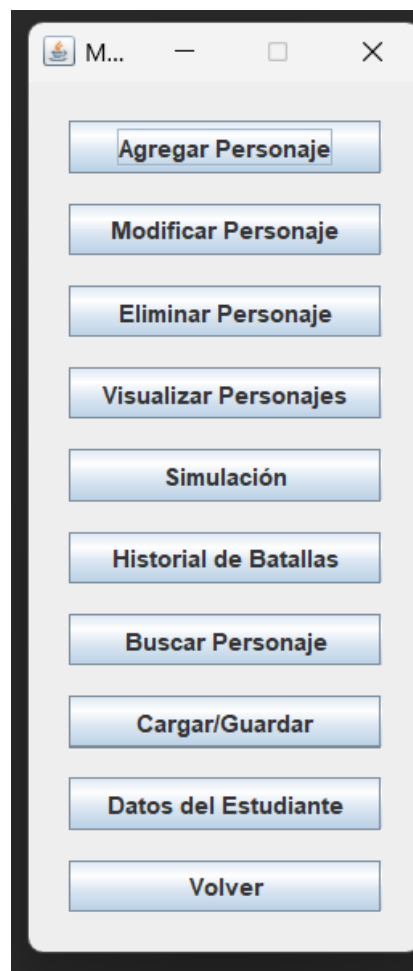 M...
Agregar Personaje
Modificar Personaje
Eliminar Personaje
Visualizar Personajes
Simulación
Historial de Batallas
Buscar Personaje
Cargar/Guardar
Datos del Estudiante
Volver